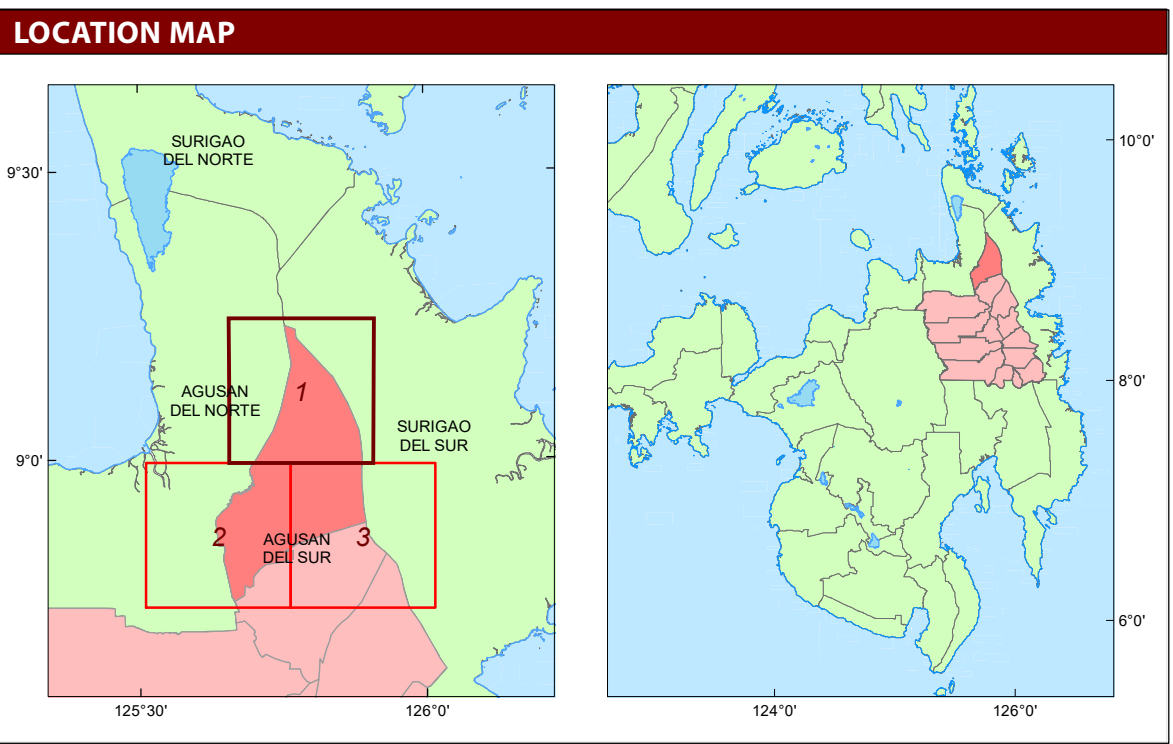 LOCATION MAP
SURIGAO
DEL NORTE
9°30'
AGUSAN
DEL NORTE
1
SURIGAO
DEL SUR
9°0'
2
AGUSAN
DEL SUR
3
125°30'
126°0'
10°0'
8°0'
6°0'
124°0'
126°0'